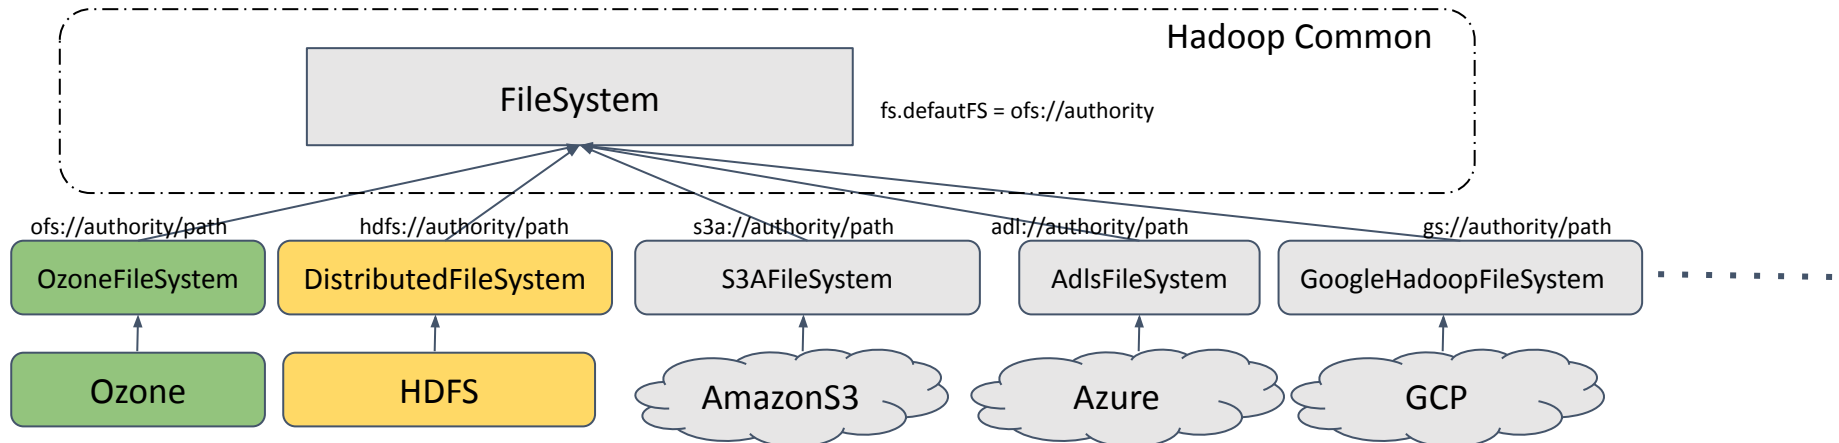 Hadoop Common
FileSystem
fs.defautFS = ofs://authority
ofs://authority/path
hdfs://authority/path
s3a://authority/path
adl://authority/path
gs://authority/path
OzoneFileSystem
DistributedFileSystem
S3AFileSystem
AdlsFileSystem
GoogleHadoopFileSystem
Ozone
HDFS
AmazonS3
Azure
GCP